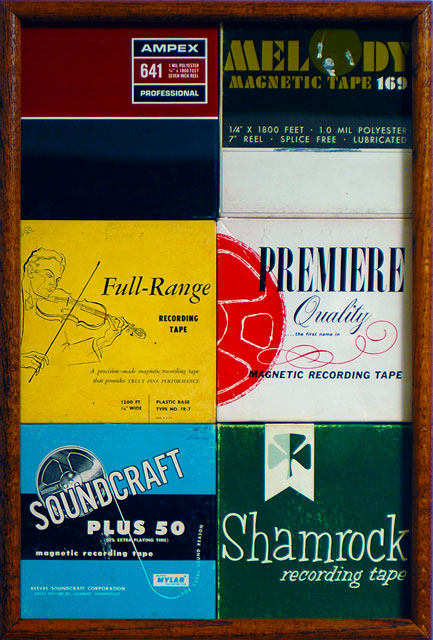 AMPEX
641
1 MIL POLYESTER
¼" x 1800 FEET
SEVEN INCH REEL
PROFESSIONAL
MELODY
MAGNETIC TAPE 169
1/4" X 1800 FEET · 1.0 MIL POLYESTER
7" REEL · SPLICE FREE · LUBRICATED
Full-Range
RECORDING
TAPE
A precision-made magnetic recording tape
that provides TRULY FINE PERFORMANCE
1200 FT.
¼" WIDE
PLASTIC BASE
TYPE NO. FR-7
PREMIERE
Quality
...the first name in
MAGNETIC RECORDING TAPE
SOUNDCRAFT
PLUS 50
(50% EXTRA PLAYING TIME)
magnetic recording tape
MYLAR
FOR REEL SOUND REASON
REEVES SOUNDCRAFT CORPORATION
Shamrock
recording tape